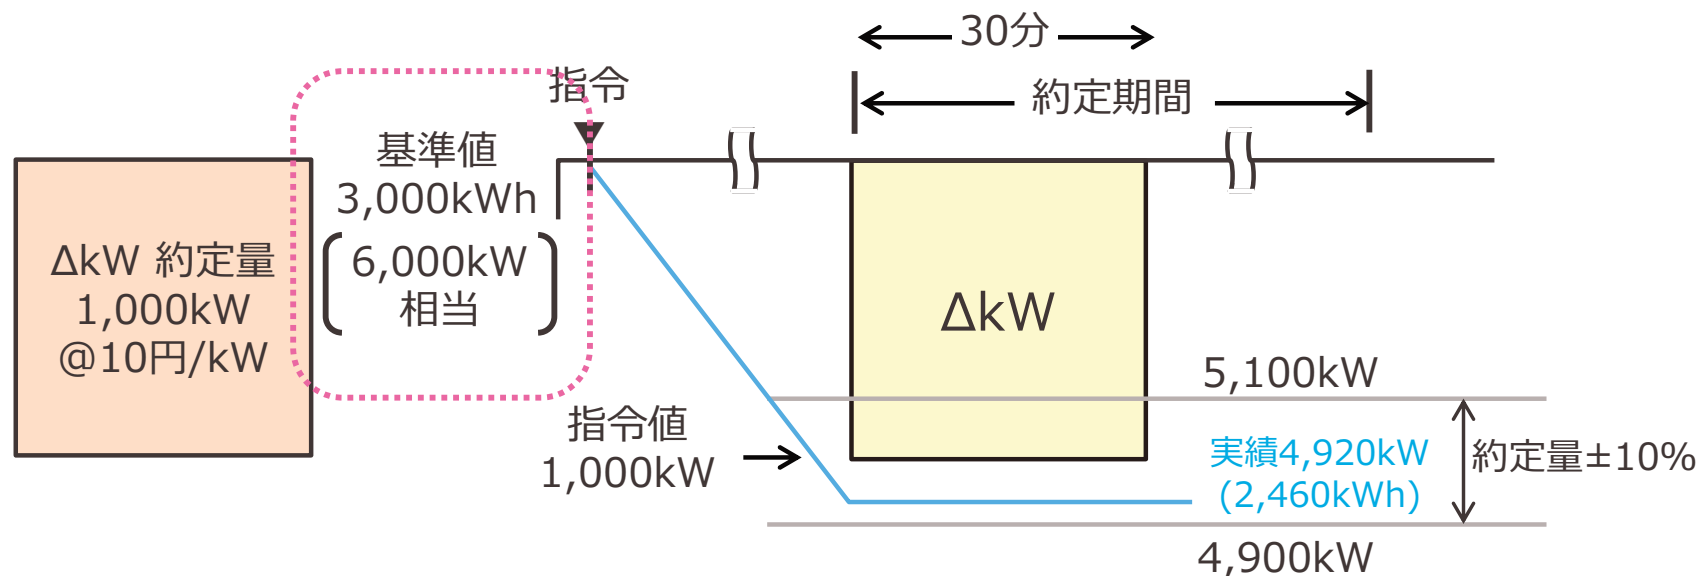 30分
約定期間
指令
基準値
3,000kWh
6,000kW
相当
ΔkW 約定量
1,000kW
@10円/kW
ΔkW
5,100kW
指令値
1,000kW
実績4,920kW
(2,460kWh)
約定量±10%
4,900kW